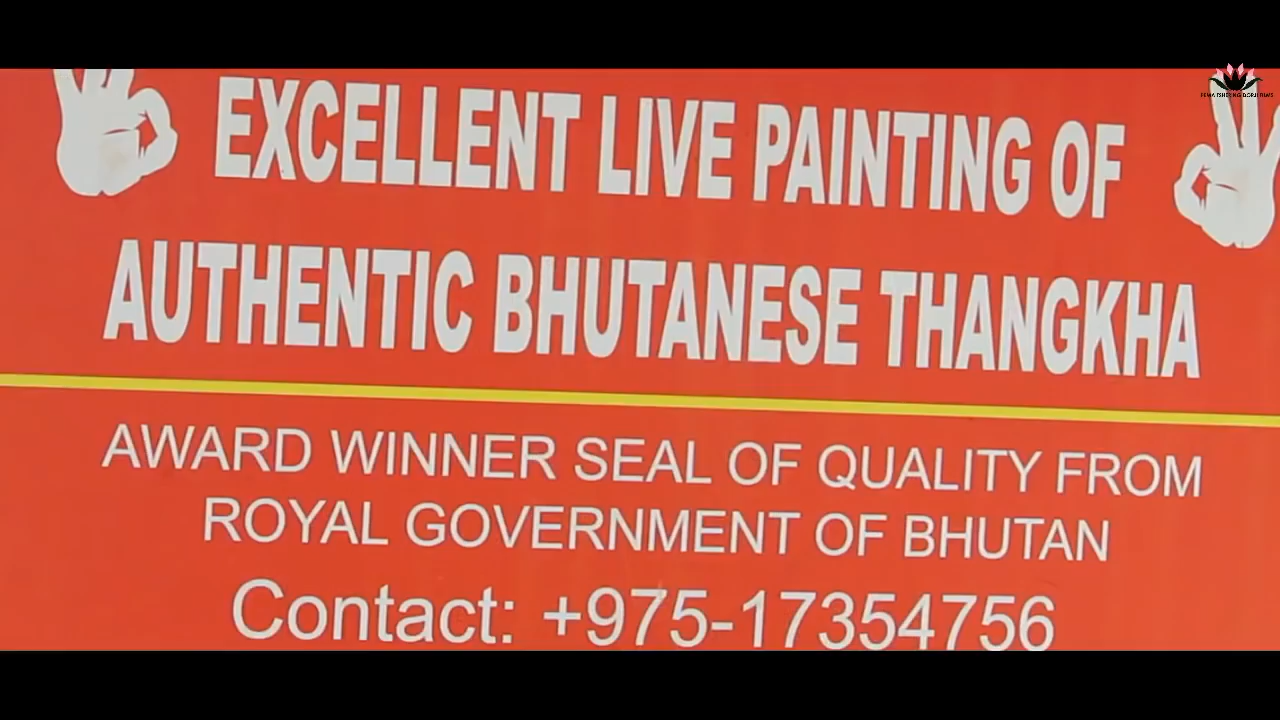 EXCELLENT LIVE PAINTING OF
AUTHENTIC BHUTANESE THANGKHA
AWARD WINNER SEAL OF QUALITY FROM
ROYAL GOVERNMENT OF BHUTAN
Contact: +975-17354756